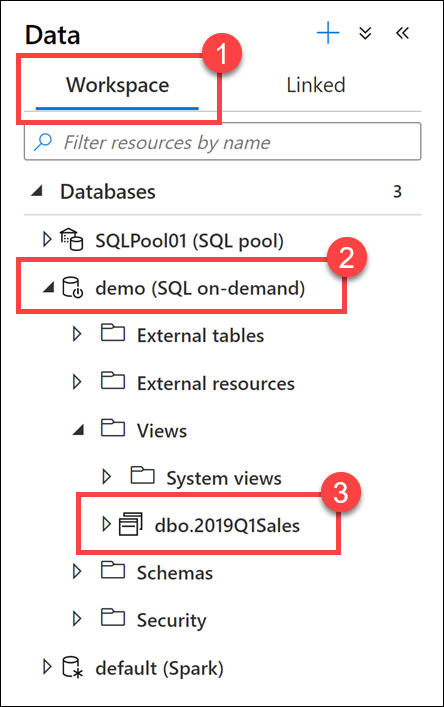 Data
1
Workspace Linked
Filter resources by name
Databases 3
SQLPool01 (SQL pool)
2
demo (SQL on-demand)
External tables
External resources
Views
System views
3
dbo.2019Q1Sales
Schemas
Security
default (Spark)